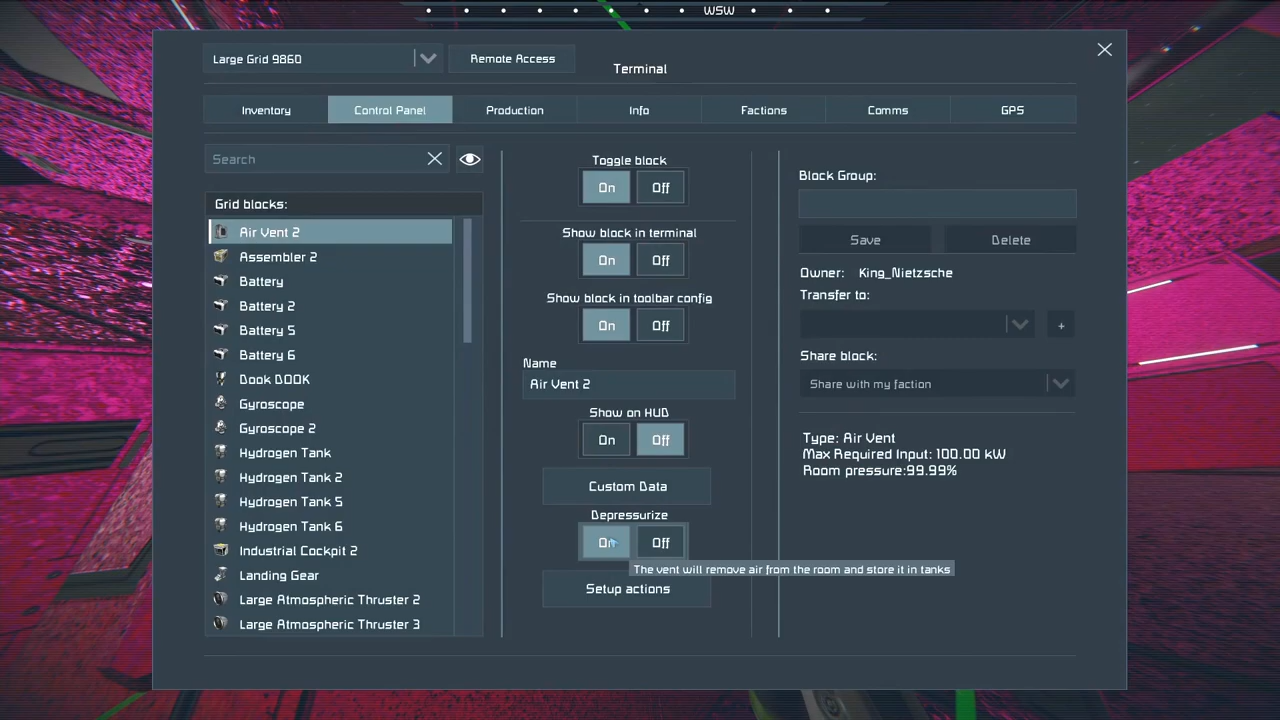 WSW
Large Grid 9860
Remote Access
Terminal
Inventory
Control Panel
Production
Info
Factions
Comms
GPS
Search
Grid blocks:
Air Vent 2
Assembler 2
Battery
Battery 2
Battery 5
Battery 6
Dook DOOK
Gyroscope
Gyroscope 2
Hydrogen Tank
Hydrogen Tank 2
Hydrogen Tank 5
Hydrogen Tank 6
Industrial Cockpit 2
Landing Gear
Large Atmospheric Thruster 2
Large Atmospheric Thruster 3
Toggle block
On Off
Show block in terminal
On Off
Show block in toolbar config
On Off
Name
Air Vent 2
Show on HUD
On Off
Custom Data
Depressurize
On Off
The vent will remove air from the room and store it in tanks
Setup actions
Block Group:
Save Delete
Owner: King_Nietzsche
Transfer to:
+
Share block:
Share with my faction
Type: Air Vent
Max Required Input: 100.00 kW
Room pressure:99.99%